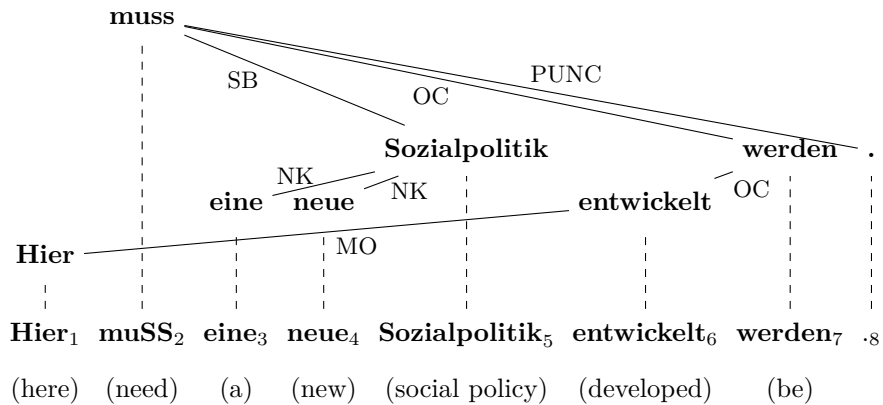 muss
PUNC
SB
OC
Sozialpolitik werden .
NK
NK
OC
eine neue entwickelt
MO
Hier
Hier1 muSS2 eine3 neue4 Sozialpolitik5 entwickelt6 werden7 .8
(here) (need) (a) (new) (social policy) (developed) (be)